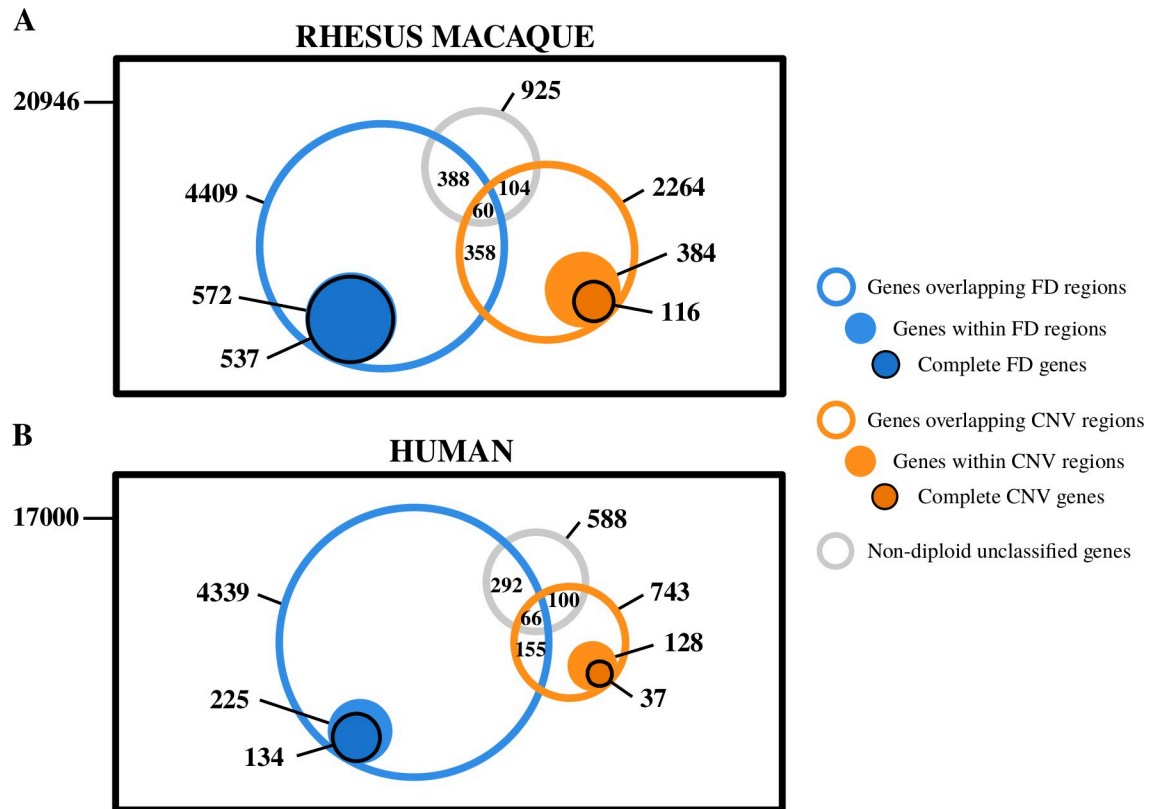 A
RHESUS MACAQUE
20946
925
4409
388
104
2264
60
358
384
572
116
537
Genes overlapping FD regions
Genes within FD regions
Complete FD genes
Genes overlapping CNV regions
Genes within CNV regions
Complete CNV genes
Non-diploid unclassified genes
B
HUMAN
17000
588
4339
292
100
743
66
155
128
225
37
134